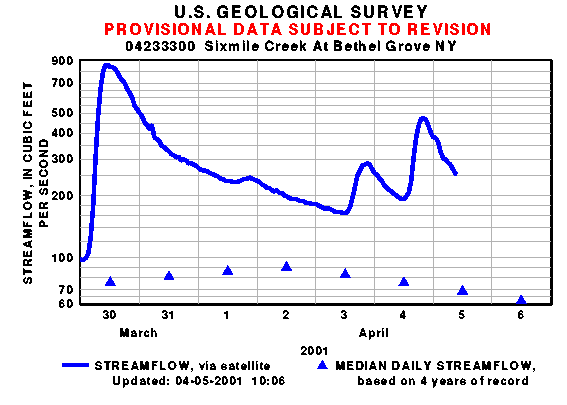 U.S. GEOLOGICAL SURVEY
PROVISIONAL DATA SUBJECT TO REVISION
04233300 Sixmile Creek At Bethel Grove NY
STREAMFLOW, IN CUBIC FEET
PER SECOND
900
700
500
400
300
200
100
80
70
60
30 31 1 2 3 4 5 6
March April
2001
STREAMFLOW, via satellite
Updated: 04-05-2001 10:06
MEDIAN DAILY STREAMFLOW,
based on 4 years of record